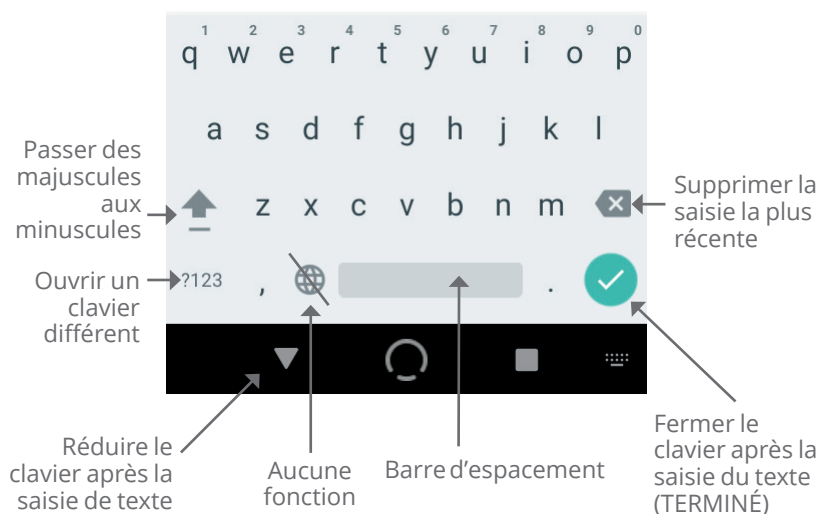 1 2 3 4 5 6 7 8 9 0
q w e r t y u i o p
a s d f g h j k l
Passer des
majuscules
aux
minuscules
z x c v b n m
Supprimer la
saisie la plus
récente
Ouvrir un
clavier
différent
?123 , .
Réduire le
clavier après la
saisie de texte
Aucune
fonction
Barre d'espacement
Fermer le
clavier après la
saisie du texte
(TERMINÉ)